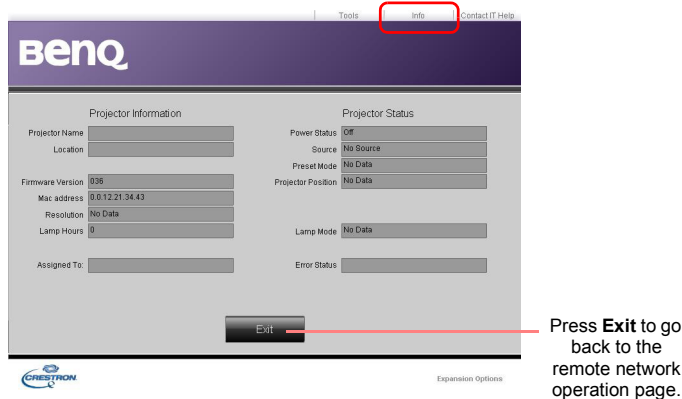 Tools Info Contact IT Help
BenQ
Projector Information Projector Status
Projector Name Power Status Off
Location Source No Source
Preset Mode No Data
Firmware Version 036 Projector Position No Data
Mac address 0.0.12.21.34.43
Resolution No Data
Lamp Hours 0 Lamp Mode No Data
Assigned To: Error Status
Exit
Press Exit to go
back to the
remote network
operation page.
CRESTRON
Expansion Options